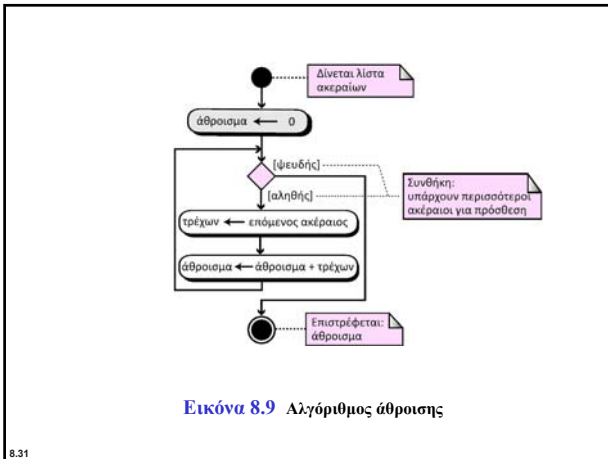 Δίνεται λίστα
ακεραίων
άθροισμα ← 0
[ψευδής]
[αληθής]
Συνθήκη:
υπάρχουν περισσότεροι
ακέραιοι για πρόσθεση
τρέχων ← επόμενος ακέραιος
άθροισμα ← άθροισμα + τρέχων
Επιστρέφεται:
άθροισμα
Εικόνα 8.9 Αλγόριθμος άθροισης
8.31